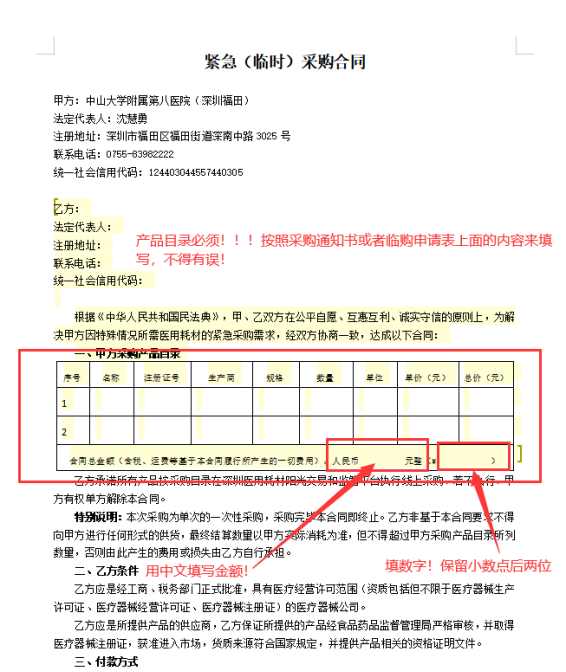 紧急（临时）采购合同
甲方：中山大学附属第八医院（深圳福田）
法定代表人：沈慧勇
注册地址：深圳市福田区福田街道深南中路 3025 号
联系电话：0755-83982222
统一社会信用代码：124403044557440305
乙方：
法定代表人：
注册地址：
联系电话：
统一社会信用代码：
产品目录必须！！！按照采购通知书或者临购申请表上面的内容来填
写，不得有误！
根据《中华人民共和国民法典》，甲、乙双方在公平自愿、互惠互利、诚实守信的原则上，为解
决甲方因特殊情况所需医用耗材的紧急采购需求，经双方协商一致，达成以下合同：
一、甲方采购产品目录
序号 名称 注册证号 生产商 规格 数量 单位 单价（元） 总价（元）
1
2
合同总金额（含税、运费等基于本合同履行所产生的一切费用）：人民币 元整（¥ ）
乙方承诺所有产品按采购目录在深圳医用耗材阳光交易和监管平台执行线上采购，若不执行，甲
方有权单方解除本合同。
特别说明：本次采购为单次的一次性采购，采购完毕本合同即终止。乙方非基于本合同要求不得
向甲方进行任何形式的供货，最终结算数量以甲方实际消耗为准，但不得超过甲方采购产品目录所列
数量，否则由此产生的费用或损失由乙方自行承担。
二、乙方条件
用中文填写金额！
填数字！保留小数点后两位
乙方应是经工商、税务部门正式批准，具有医疗经营许可范围（资质包括但不限于医疗器械生产
许可证、医疗器械经营许可证、医疗器械注册证）的医疗器械公司。
乙方应是所提供产品的供应商，乙方保证所提供的产品经食品药品监督管理局严格审核，并取得
医疗器械注册证，获准进入市场，货质来源符合国家规定，并提供产品相关的资格证明文件。
三、付款方式